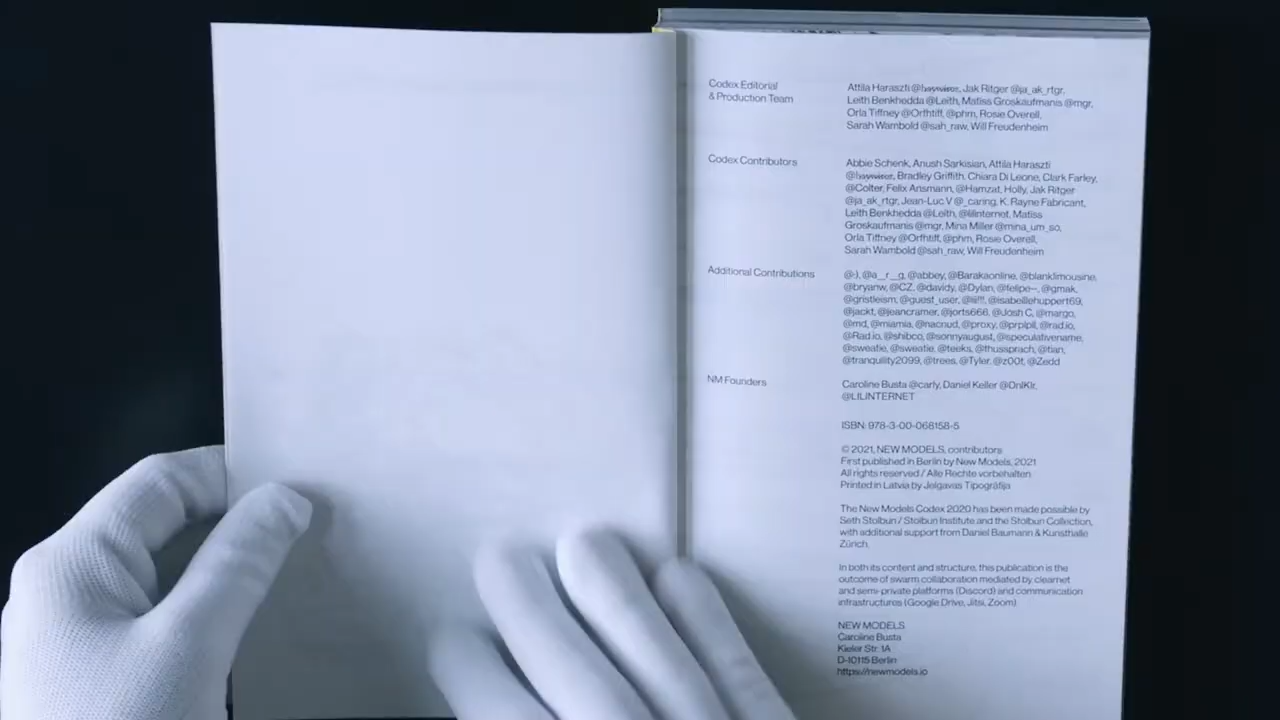 Codex Editorial
& Production Team
Attila Haraszti @haywirez, Jak Ritger @ja_ak_rtgr,
Leith Benkhedda @Leith, Matiss Groskaufmanis @mgr,
Orla Tiffney @Orfhtiff, @phm, Rosie Overell,
Sarah Wambold @sah_raw, Will Freudenheim
Codex Contributors
Abbie Schenk, Anush Sarkisian, Attila Haraszti
@haywirez, Bradley Griffith, Chiara Di Leone, Clark Farley,
@Colter, Felix Ansmann, @Hamzat, Holly, Jak Ritger
@ja_ak_rtgr, Jean-Luc V @_caring, K. Rayne Fabricant,
Leith Benkhedda @Leith, @lilinternet, Matiss
Groskaufmanis @mgr, Mina Miller @mina_um_so,
Orla Tiffney @Orfhtiff, @phm, Rosie Overell,
Sarah Wambold @sah_raw, Will Freudenheim
Additional Contributions
@:), @a__r__g, @abbey, @Barakaonline, @blanklimousine,
@bryanw, @CZ, @davidy, @Dylan, @felipe~, @gmak,
@gristleism, @guest_user, @isabellehuppert69,
@jackt, @jeancramer, @jorts666, @Josh C, @margo,
@md, @miamia, @nacnud, @proxy, @prplpil, @rad.io,
@Rad.io, @shibco, @sonnyaugust, @speculativename,
@sweatie, @sweatie, @teeka, @thussprach, @tian,
@tranquility2099, @trees, @Tyler, @z00t, @Zedd
NM Founders
Caroline Busta @carly, Daniel Keller @DnlKlr,
@LILINTERNET
ISBN: 978-3-00-068158-5
© 2021, NEW MODELS, contributors
First published in Berlin by New Models, 2021
All rights reserved / Alle Rechte vorbehalten
Printed in Latvia by Jelgavas Tipogrāfija
The New Models Codex 2020 has been made possible by
Seth Stolbun / Stolbun Institute and the Stolbun Collection,
with additional support from Daniel Baumann & Kunsthalle
Zürich.
In both its content and structure, this publication is the
outcome of swarm collaboration mediated by clearnet
and semi-private platforms (Discord) and communication
infrastructures (Google Drive, Jitsi, Zoom).
NEW MODELS
Caroline Busta
Kieler Str. 1A
D-10115 Berlin
https://newmodels.io